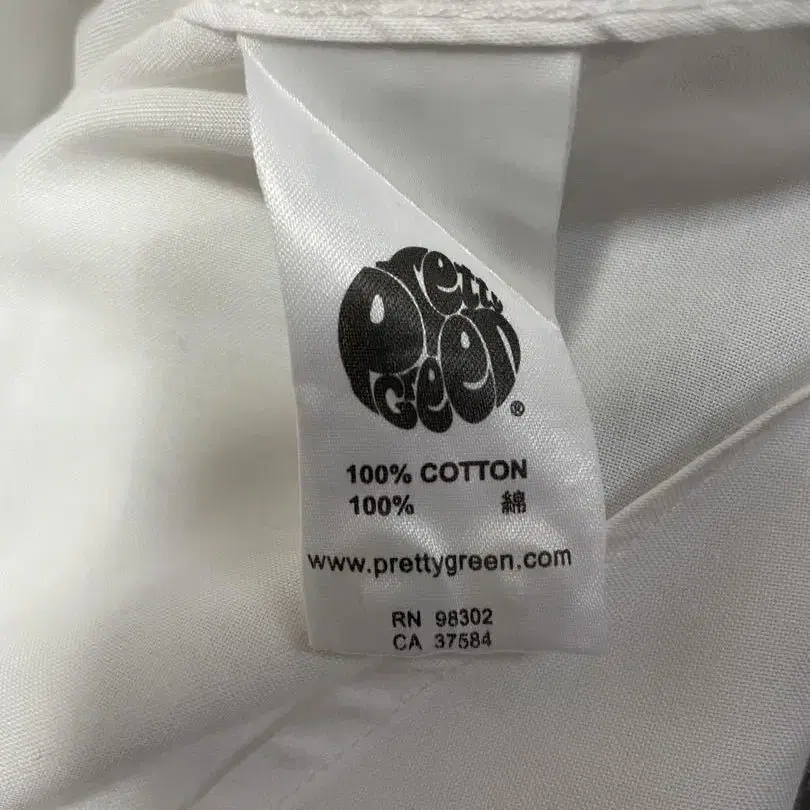 Pretty
Green
®
100% COTTON
100% 綿
www.prettygreen.com
RN 98302
CA 37584